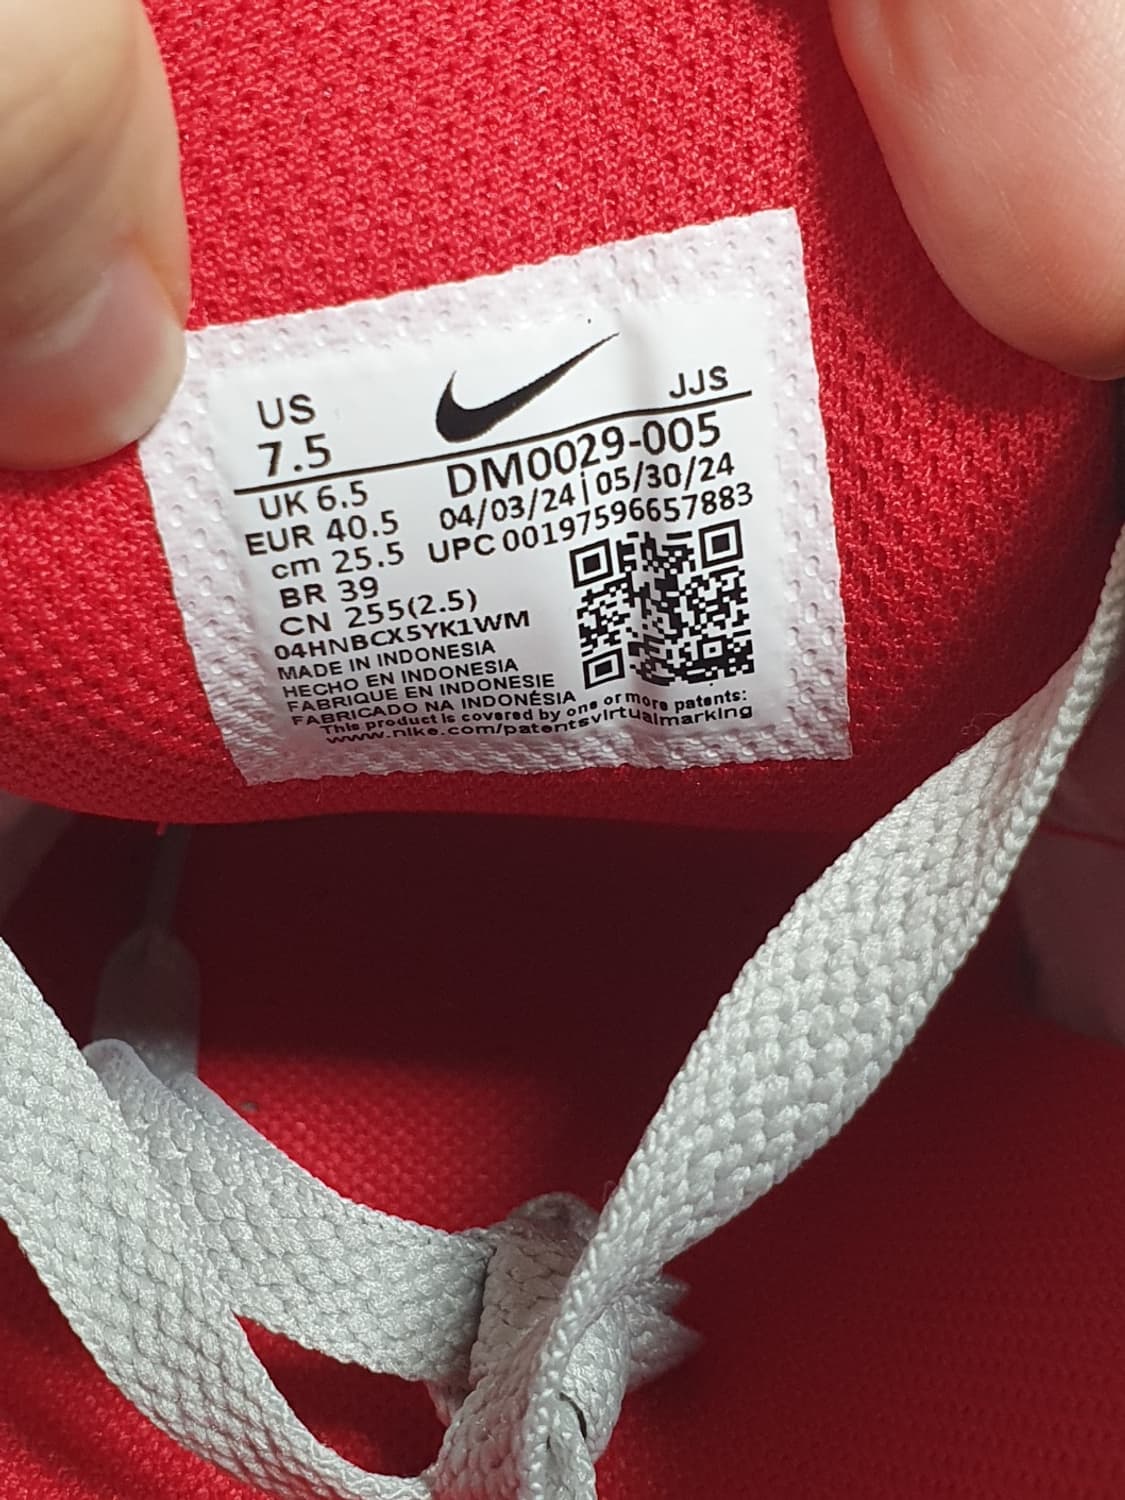 US
7.5
JJS
UK 6.5
EUR 40.5
cm 25.5
BR 39
CN 255(2.5)
DM0029-005
04/03/24|05/30/24
UPC 00197596657883
04HNBCX5YK1WM
MADE IN INDONESIA
HECHO EN INDONESIA
FABRIQUE EN INDONESIE
FABRICADO NA INDONÉSIA
This product is covered by one or more patents:
www.nike.com/patentsvirtualmarking